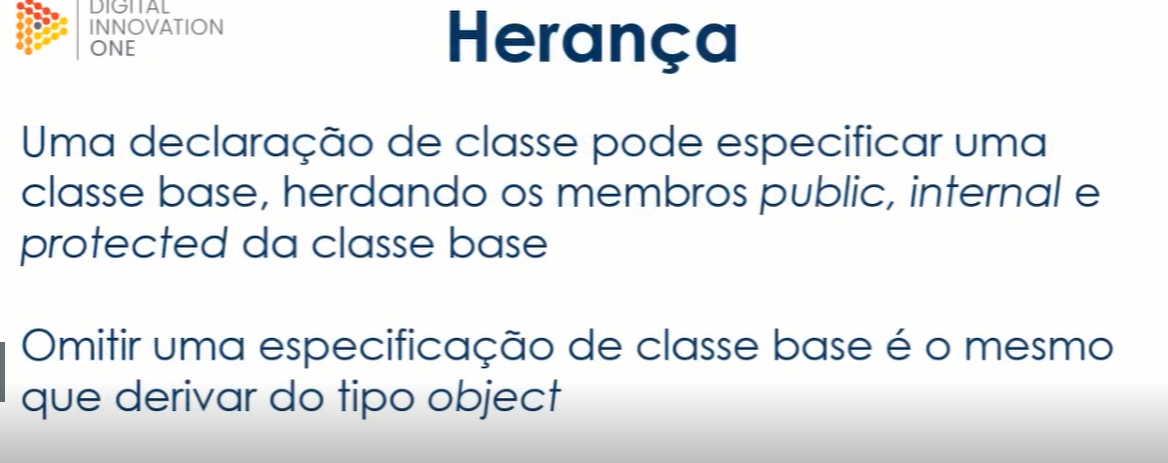 DIGITAL
INNOVATION
ONE
Herança
Uma declaração de classe pode especificar uma
classe base, herdando os membros public, internal e
protected da classe base
Omitir uma especificação de classe base é o mesmo
que derivar do tipo object